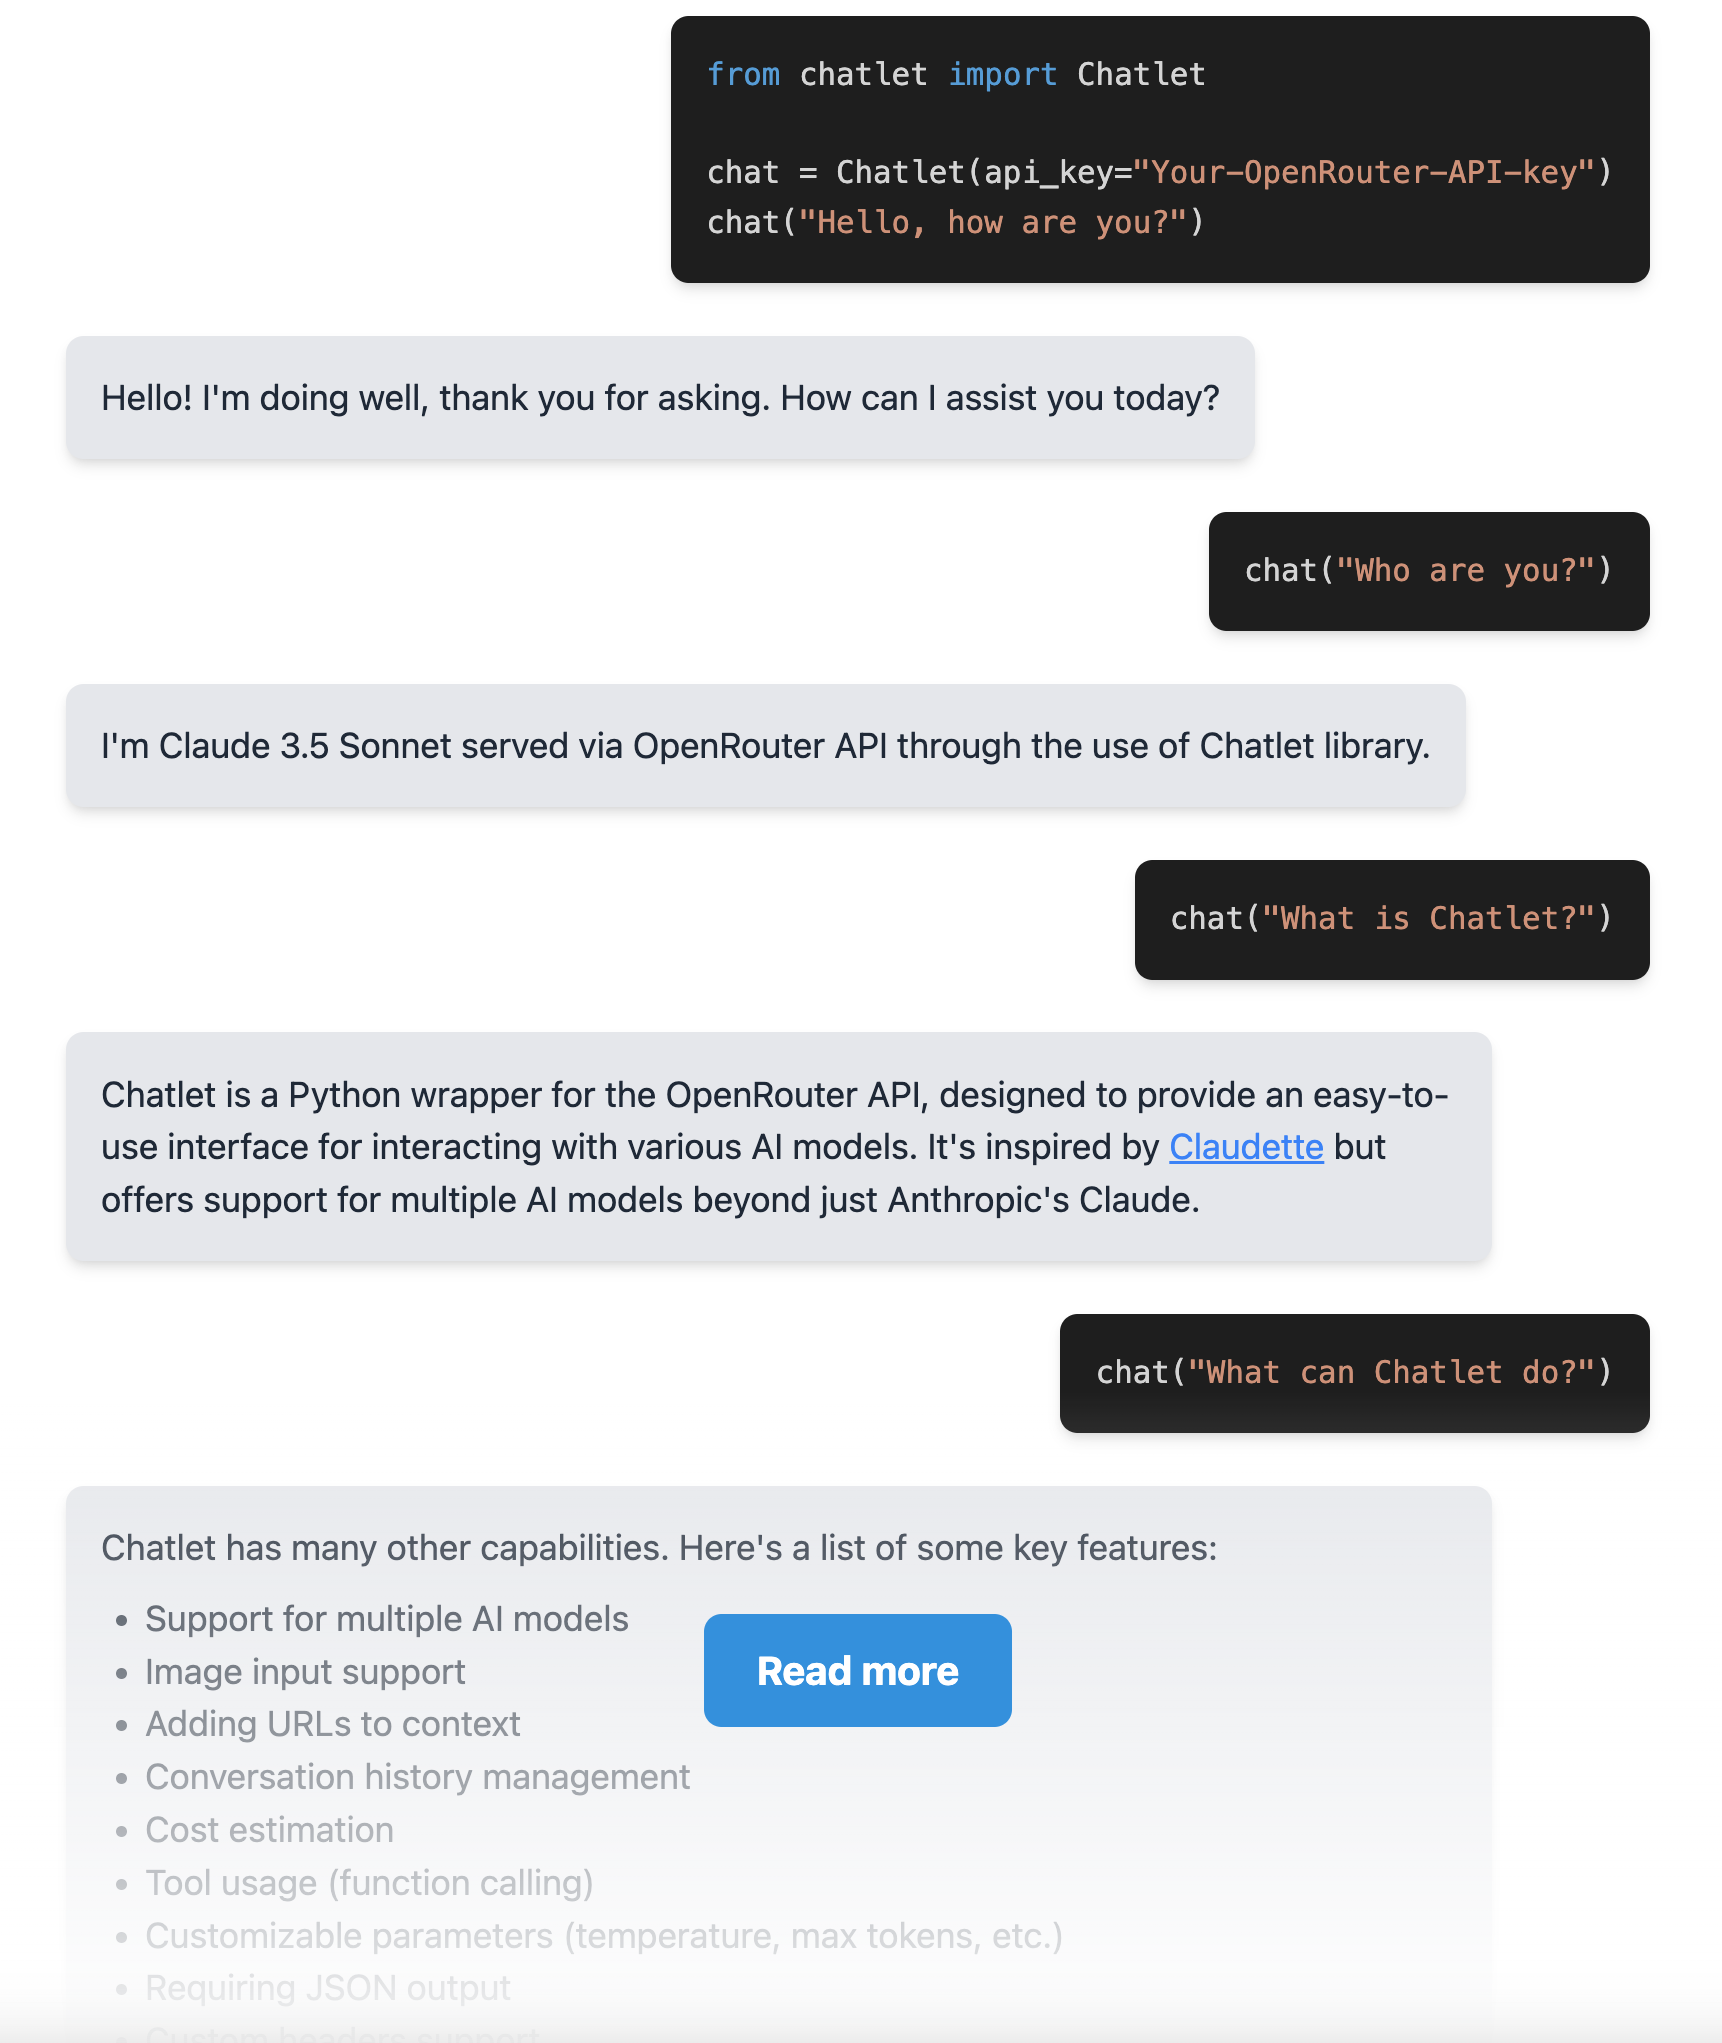 from chatlet import Chatlet
chat = Chatlet(api_key="Your-OpenRouter-API-key")
chat("Hello, how are you?")
Hello! I'm doing well, thank you for asking. How can I assist you today?
chat("Who are you?")
I'm Claude 3.5 Sonnet served via OpenRouter API through the use of Chatlet library.
chat("What is Chatlet?")
Chatlet is a Python wrapper for the OpenRouter API, designed to provide an easy-to-
use interface for interacting with various AI models. It's inspired by Claudette but
offers support for multiple AI models beyond just Anthropic's Claude.
chat("What can Chatlet do?")
Chatlet has many other capabilities. Here's a list of some key features:
• Support for multiple AI models
• Image input support
Read more
• Adding URLs to context
• Conversation history management
• Cost estimation
• Tool usage (function calling)
• Customizable parameters (temperature, max tokens, etc.)
• Requiring JSON output
• Custom headers support